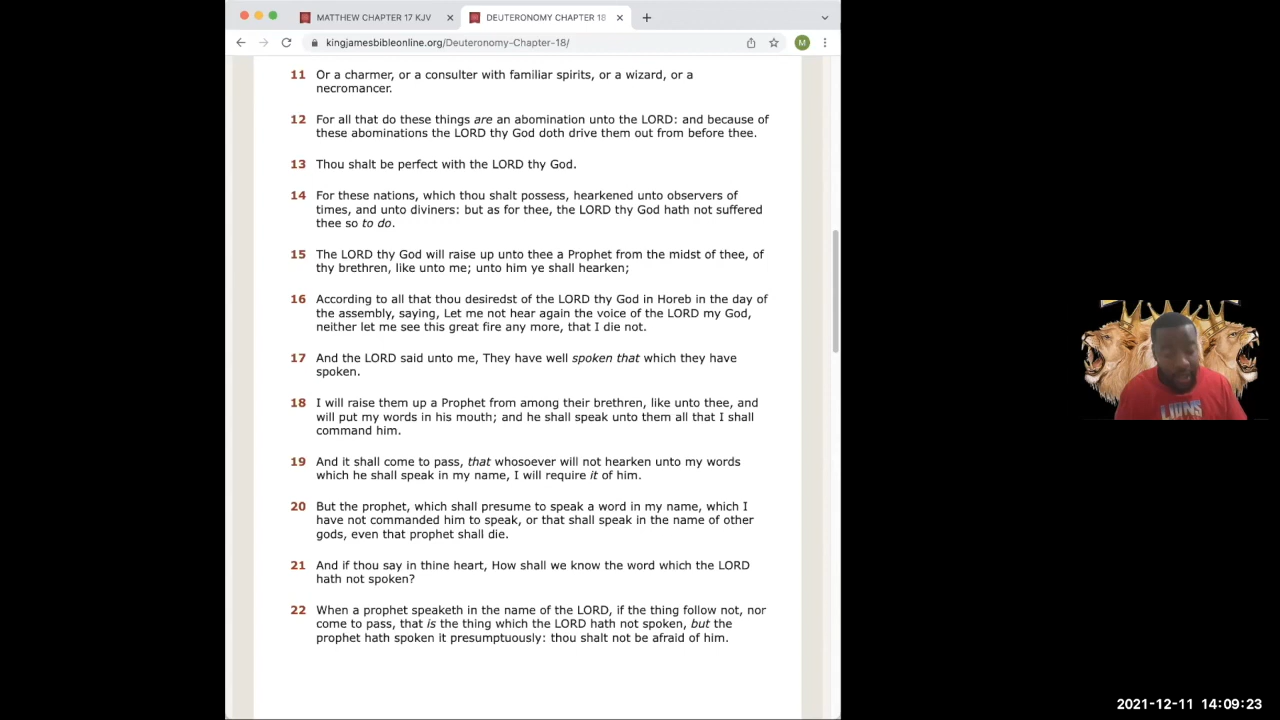 MATTHEW CHAPTER 17 KJV
DEUTERONOMY CHAPTER 18
kingjamesbibleonline.org/Deuteronomy-Chapter-18/
M
11 Or a charmer, or a consulter with familiar spirits, or a wizard, or a
necromancer.
12 For all that do these things are an abomination unto the LORD: and because of
these abominations the LORD thy God doth drive them out from before thee.
13 Thou shalt be perfect with the LORD thy God.
14 For these nations, which thou shalt possess, hearkened unto observers of
times, and unto diviners: but as for thee, the LORD thy God hath not suffered
thee so to do.
15 The LORD thy God will raise up unto thee a Prophet from the midst of thee, of
thy brethren, like unto me; unto him ye shall hearken;
16 According to all that thou desiredst of the LORD thy God in Horeb in the day of
the assembly, saying, Let me not hear again the voice of the LORD my God,
neither let me see this great fire any more, that I die not.
17 And the LORD said unto me, They have well spoken that which they have
spoken.
18 I will raise them up a Prophet from among their brethren, like unto thee, and
will put my words in his mouth; and he shall speak unto them all that I shall
command him.
19 And it shall come to pass, that whosoever will not hearken unto my words
which he shall speak in my name, I will require it of him.
20 But the prophet, which shall presume to speak a word in my name, which I
have not commanded him to speak, or that shall speak in the name of other
gods, even that prophet shall die.
21 And if thou say in thine heart, How shall we know the word which the LORD
hath not spoken?
22 When a prophet speaketh in the name of the LORD, if the thing follow not, nor
come to pass, that is the thing which the LORD hath not spoken, but the
prophet hath spoken it presumptuously: thou shalt not be afraid of him.
LIONS
2021-12-11 14:09:23